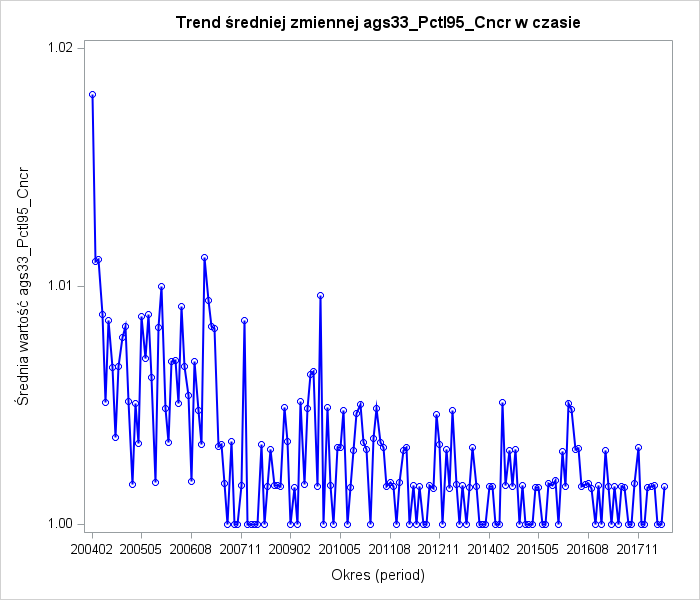 Trend średniej zmiennej ags33_Pctl95_Cncr w czasie
1.02
1.01
1.00
Średnia wartość ags33_Pctl95_Cncr
200402 200505 200608 200711 200902 201005 201108 201211 201402 201505 201608 201711
Okres (period)